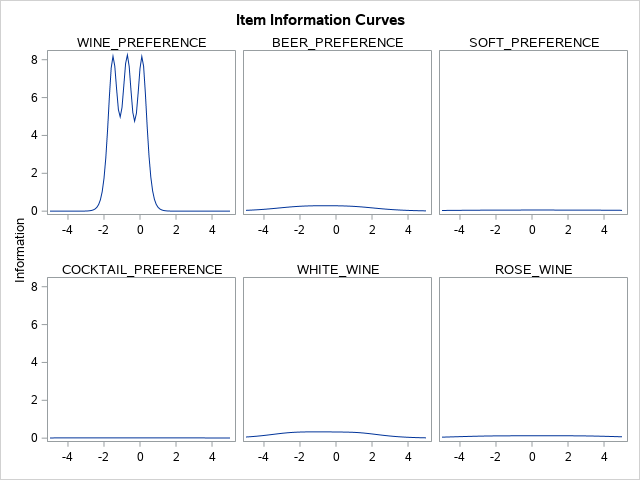 Item Information Curves
WINE_PREFERENCE BEER_PREFERENCE SOFT_PREFERENCE
8
6
4
2
0
-4 -2 0 2 4 -4 -2 0 2 4 -4 -2 0 2 4
Information
COCKTAIL_PREFERENCE WHITE_WINE ROSE_WINE
8
6
4
2
0
-4 -2 0 2 4 -4 -2 0 2 4 -4 -2 0 2 4